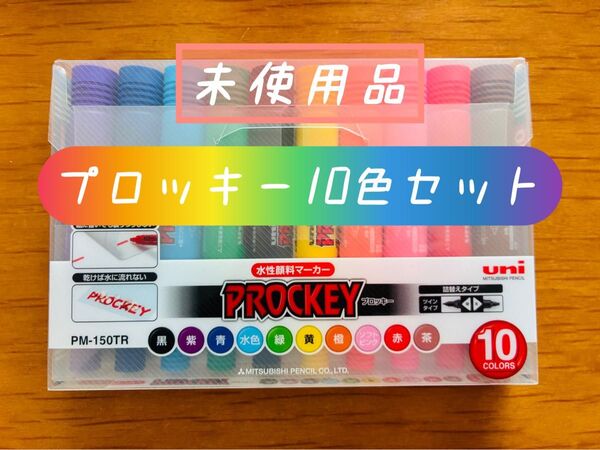 未使用品
プロッキー10色セット
乾けば水に流れない
PROCKEY
水性顔料マーカー
PROCKEY プロッキー
uni
MITSUBISHI PENCIL
詰替えタイプ
ツインタイプ
PM-150TR
黒 紫 青 水色 緑 黄 橙 ソフトピンク 赤 茶
10
COLORS
MITSUBISHI PENCIL CO., LTD.